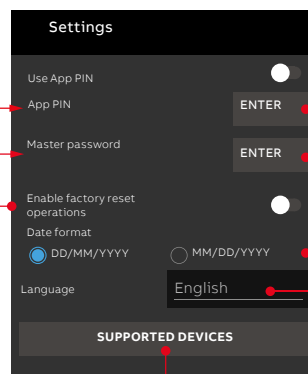 Settings
Use App PIN
App PIN ENTER
Master password
ENTER
Enable factory reset
operations
Date format
DD/MM/YYYY MM/DD/YYYY
Language English
SUPPORTED DEVICES